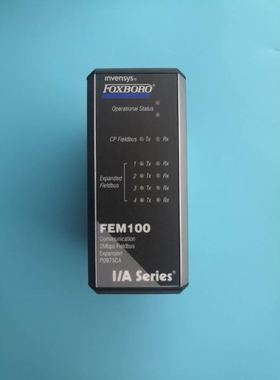 invensys
FOXBORO
Operational Status
CP Fieldbus Tx Rx
1 Tx Rx
Expanded Fieldbus
2 Tx Rx
3 Tx Rx
4 Tx Rx
FEM100
Communication
2Mbps Fieldbus
Expansion
P0973CA
I/A Series®